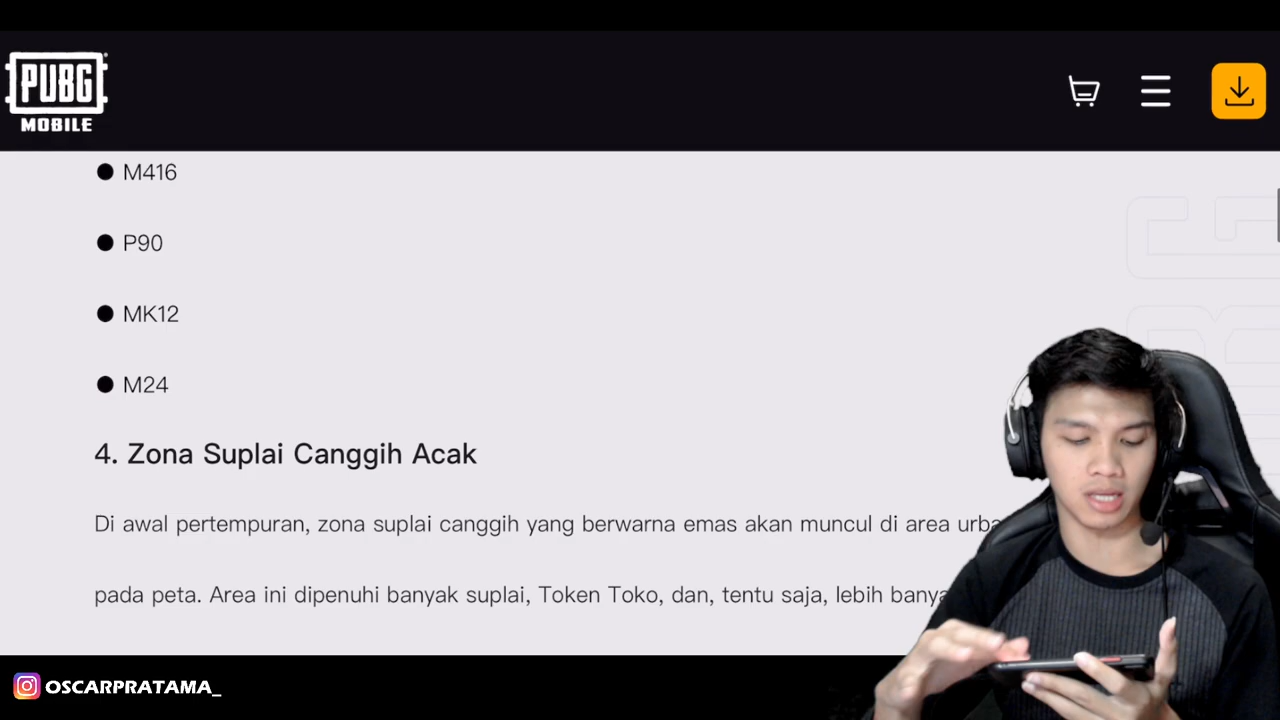 PUBG
MOBILE
● M416
● P90
● MK12
● M24
4. Zona Suplai Canggih Acak
Di awal pertempuran, zona suplai canggih yang berwarna emas akan muncul di area
pada peta. Area ini dipenuhi banyak suplai, Token Toko, dan, tentu saja, lebih
OSCARPRATAMA_